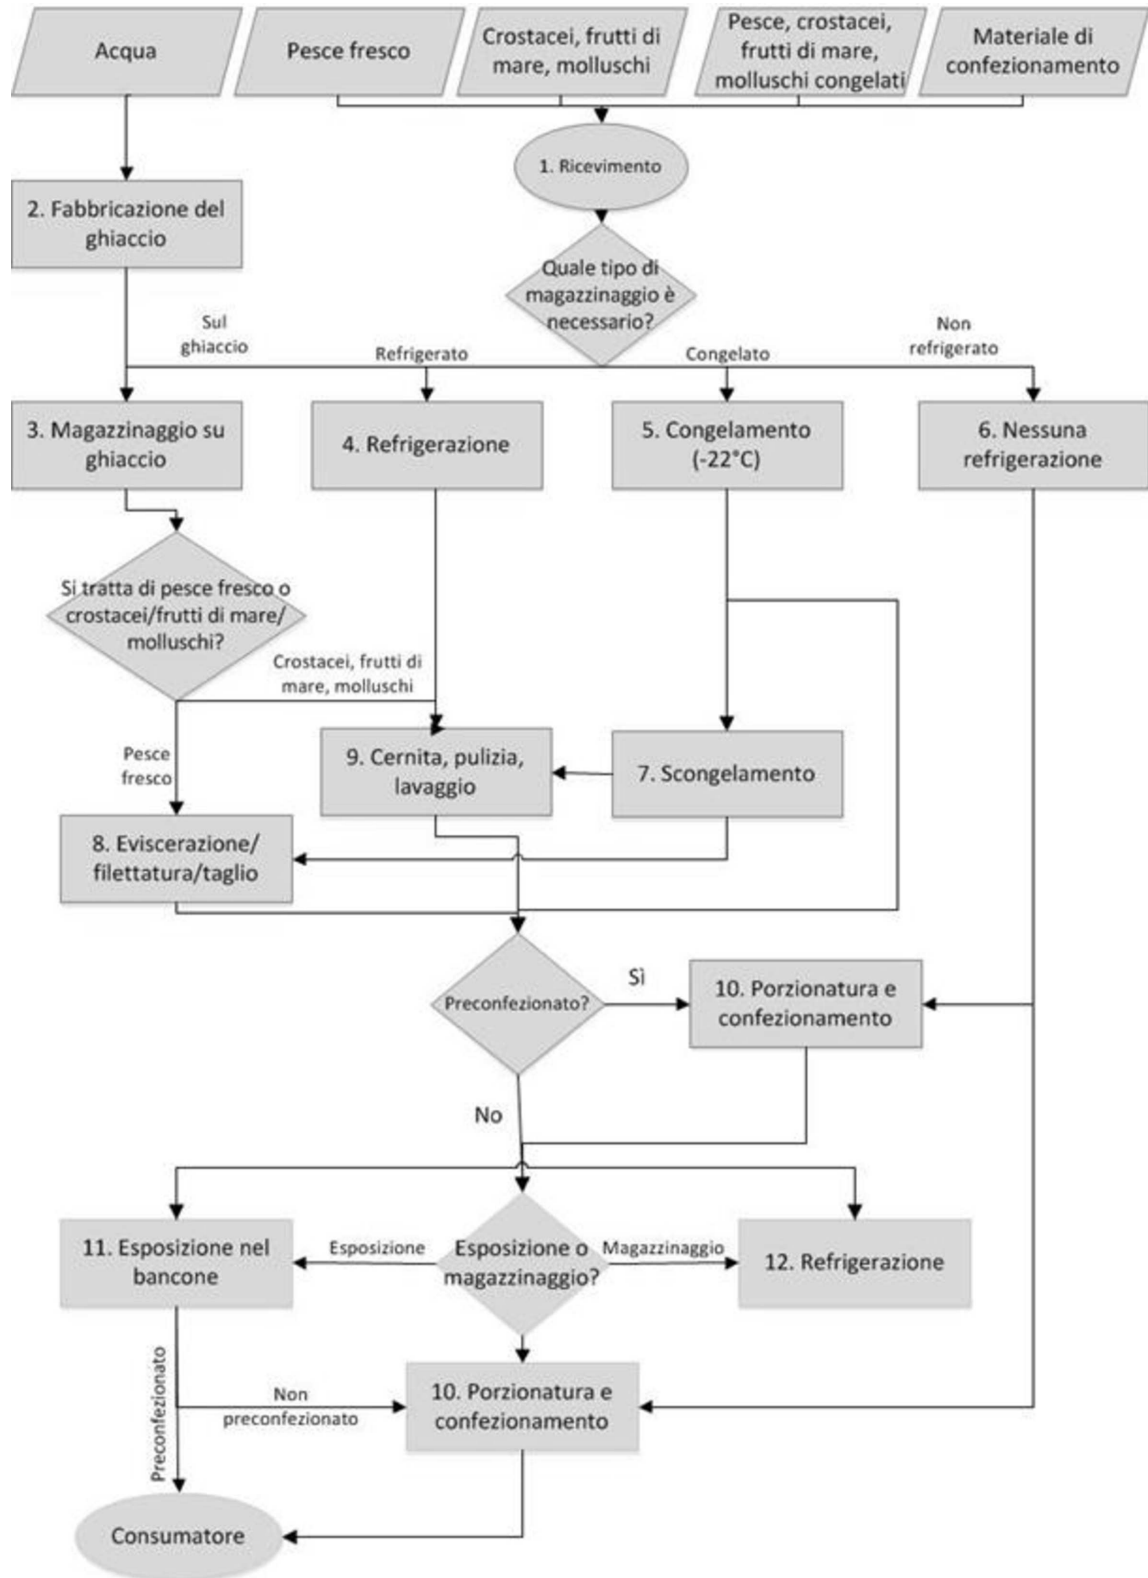 Acqua
Pesce fresco
Crostacei, frutti di
mare, molluschi
Pesce, crostacei,
frutti di mare,
molluschi congelati
Materiale di
confezionamento
1. Ricevimento
2. Fabbricazione del
ghiaccio
Quale tipo di
magazzinaggio è
necessario?
Sul
ghiaccio
Refrigerato
Congelato
Non
refrigerato
3. Magazzinaggio su
ghiaccio
4. Refrigerazione
5. Congelamento
(-22°C)
6. Nessuna
refrigerazione
Si tratta di pesce fresco o
crostacei/frutti di mare/
molluschi?
Crostacei, frutti di
mare, molluschi
Pesce
fresco
9. Cernita, pulizia,
lavaggio
7. Scongelamento
8. Eviscerazione/
filettatura/taglio
Preconfezionato?
Sì
10. Porzionatura e
confezionamento
No
11. Esposizione nel
bancone
Esposizione
Esposizione o
magazzinaggio?
Magazzinaggio
12. Refrigerazione
Preconfezionato
Non
preconfezionato
10. Porzionatura e
confezionamento
Consumatore